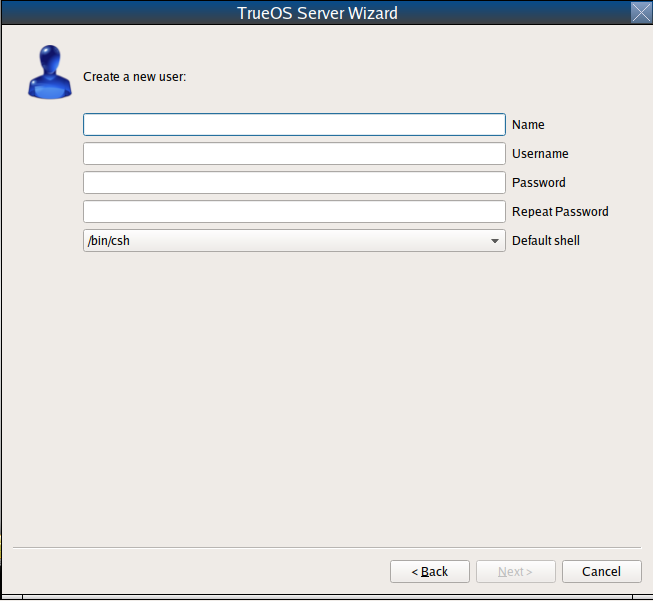 TrueOS Server Wizard
Create a new user:
Name
Username
Password
Repeat Password
/bin/csh Default shell
< Back Next > Cancel